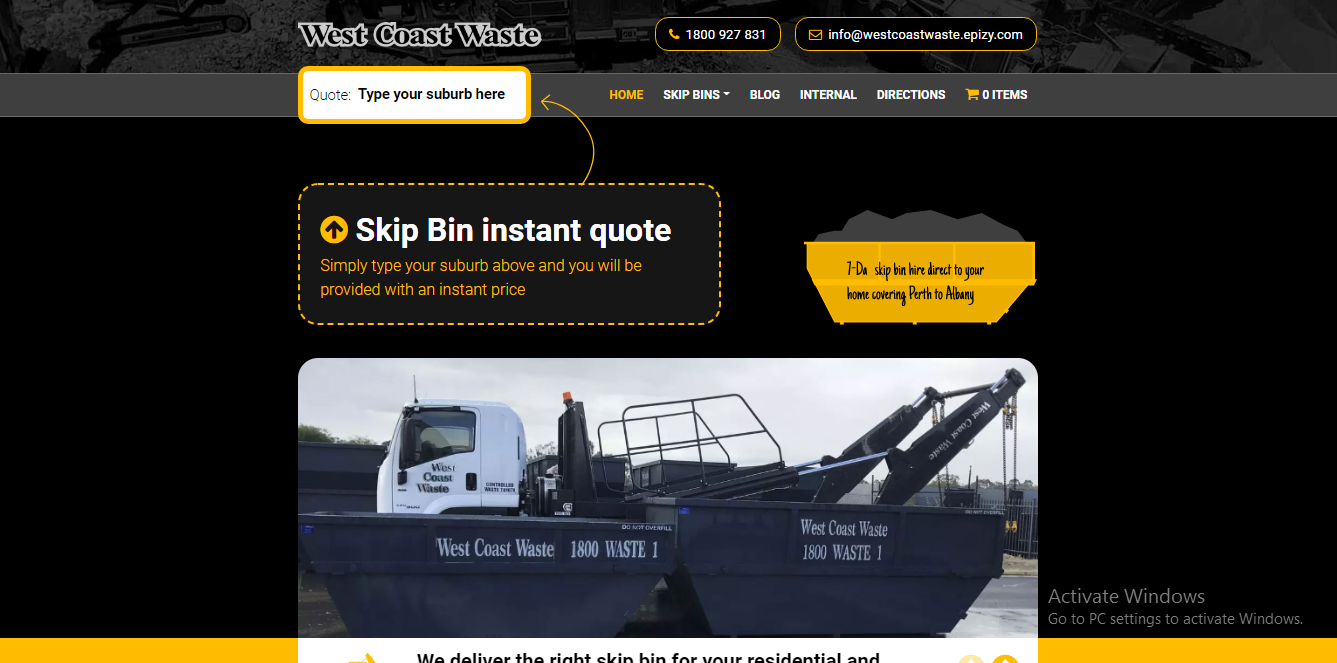 West Coast Waste
1800 927 831
info@westcoastwaste.epizy.com
Quote: Type your suburb here
HOME
SKIP BINS
BLOG
INTERNAL
DIRECTIONS
0 ITEMS
Skip Bin instant quote
Simply type your suburb above and you will be
provided with an instant price
7-Da skip bin hire direct to your
home covering Perth to Albany
West Coast Waste
West
Coast
Waste
CONTROLLED
DO NOT OVERFILL
West Coast Waste 1800 WASTE 1
DO NOT OVERFILL
West Coast Waste
1800 WASTE 1
Activate Windows
Go to PC settings to activate Windows.
We deliver the right skip bin for your residential and